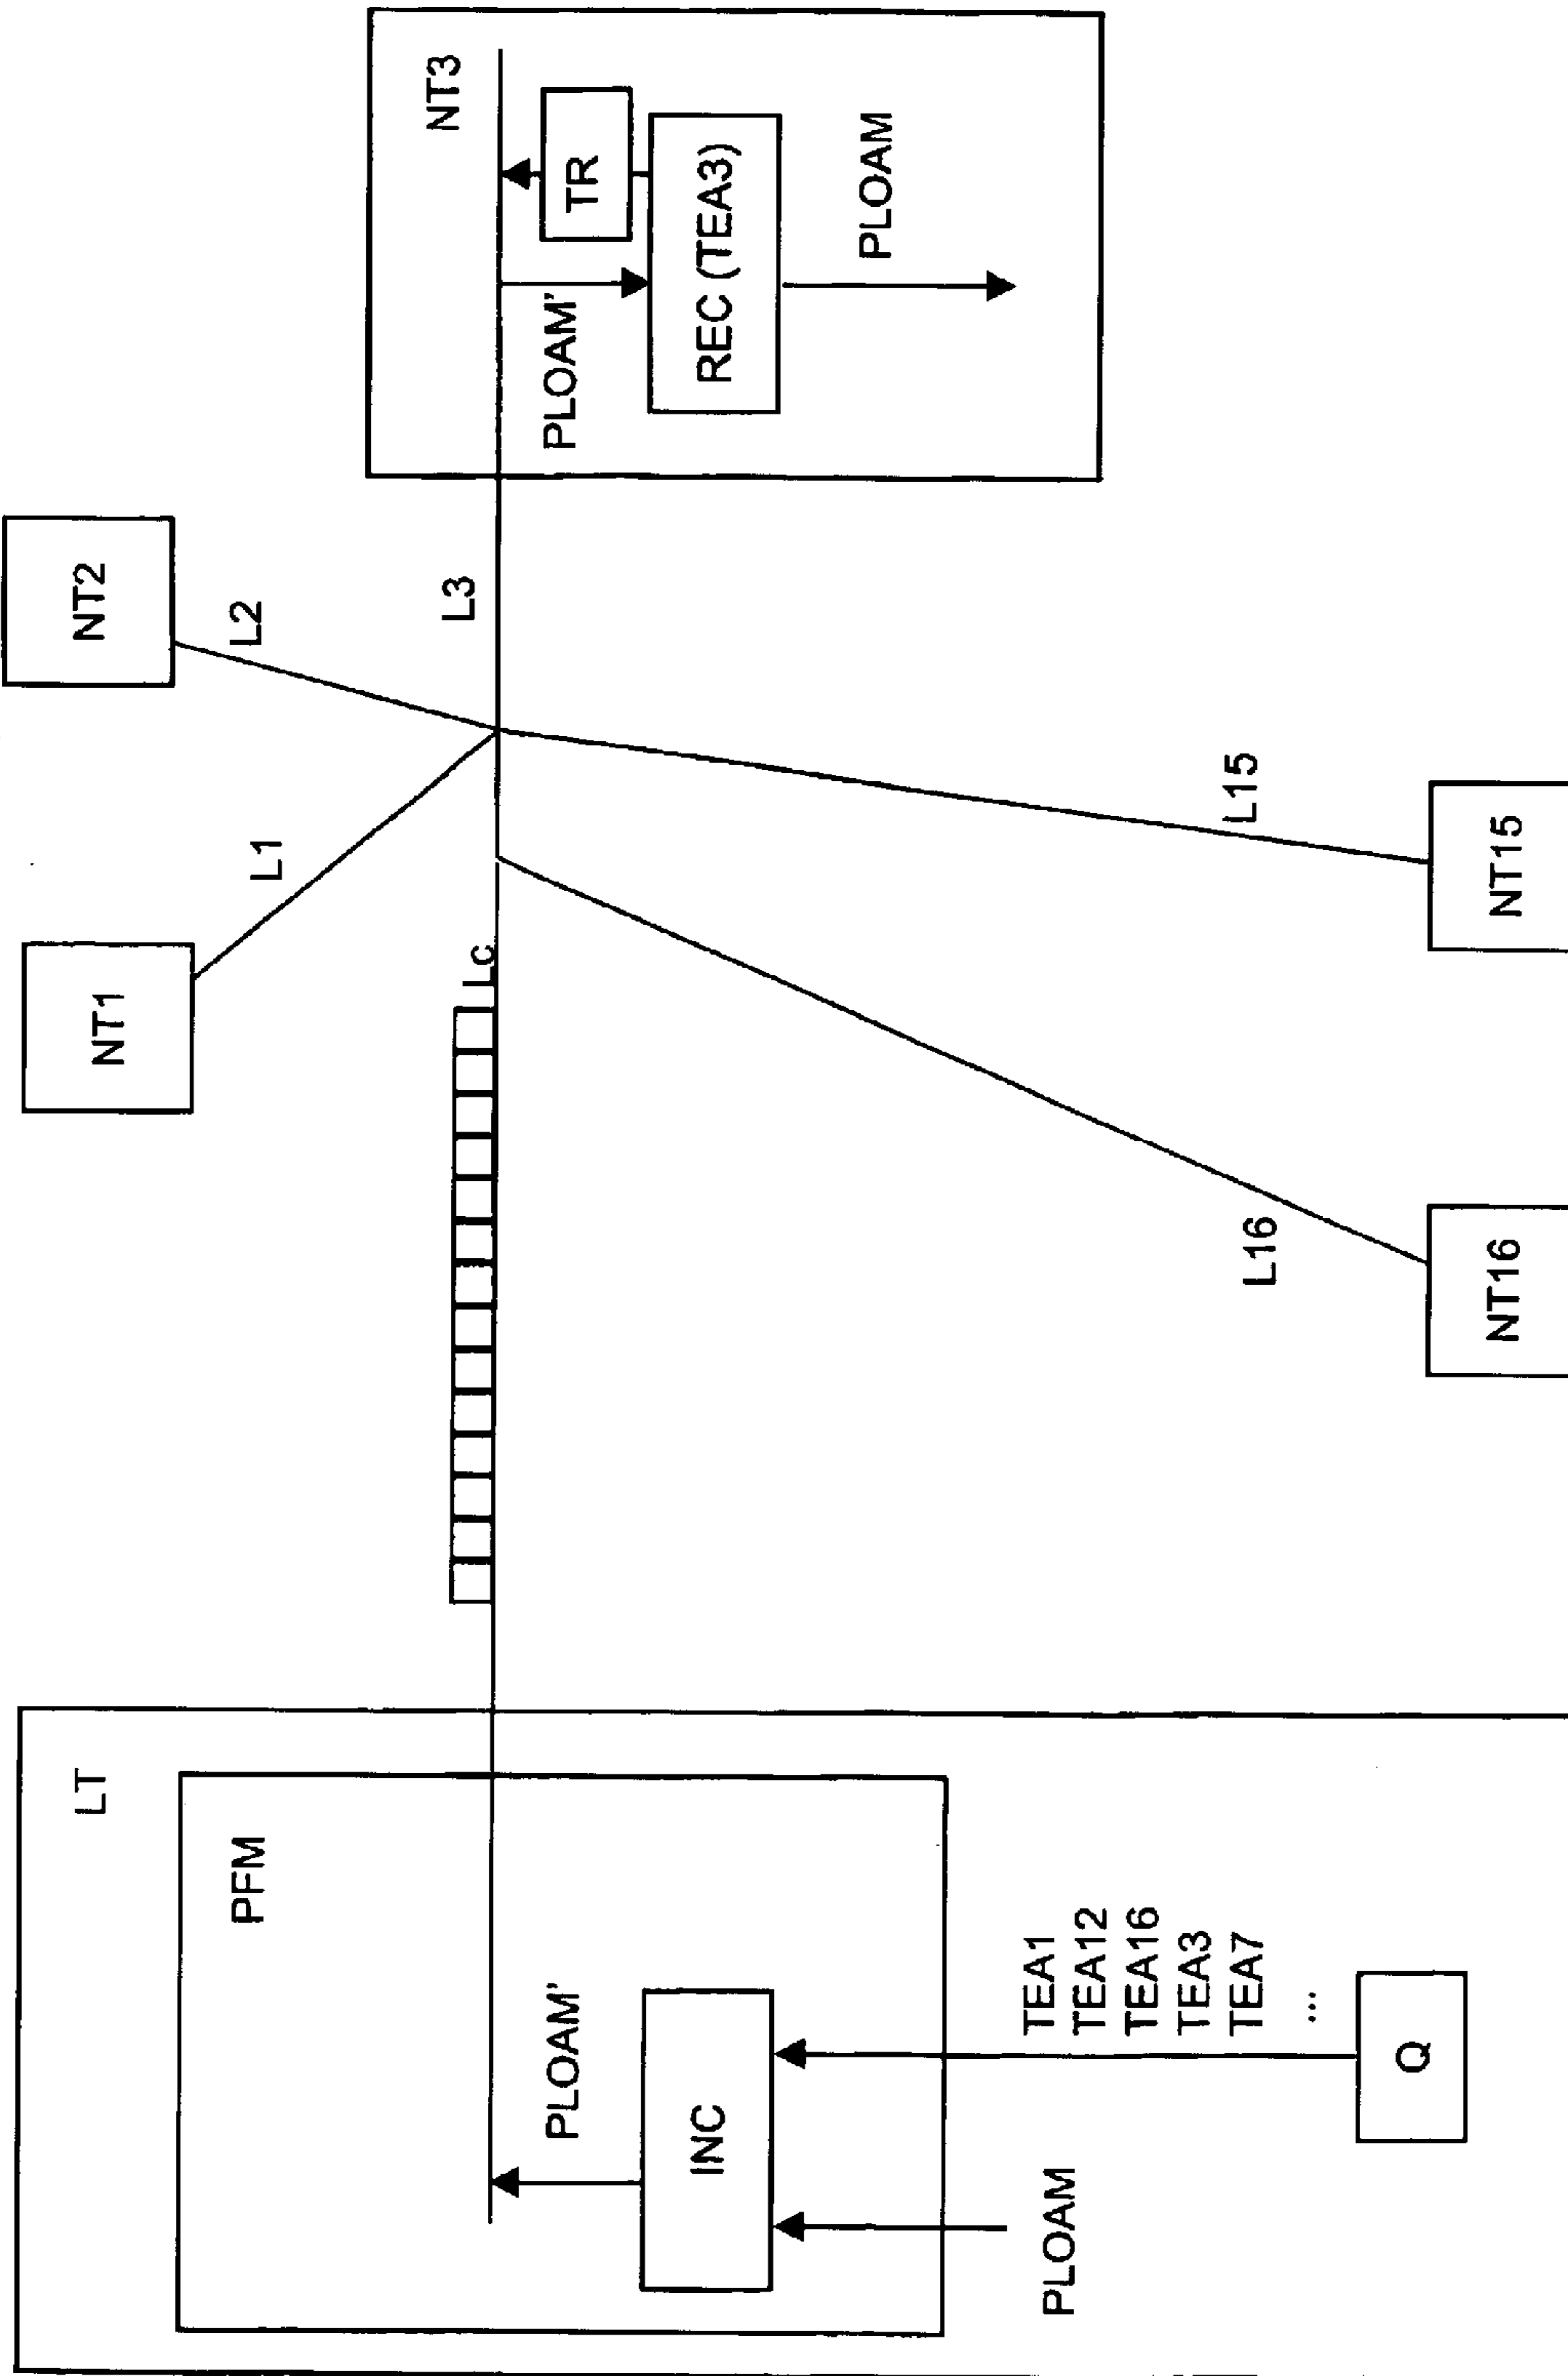 LT
PFM
PLOAM'
INC
PLOAM
TEA1
TEA12
TEA16
TEA3
TEA7
...
Q
LC
NT1
L1
NT2
L2
L3
L15
NT15
L16
NT16
NT3
TR
PLOAM'
REC (TEA3)
PLOAM